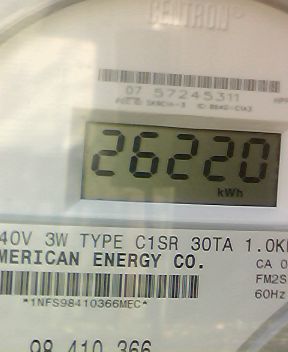 CENTRON®
07 57245311
26220
kWh
40V 3W TYPE C1SR 30TA 1.0K
MERICAN ENERGY CO.
CA 0
FM2S
60Hz
*1NFS98410366MEC*
98 410 366